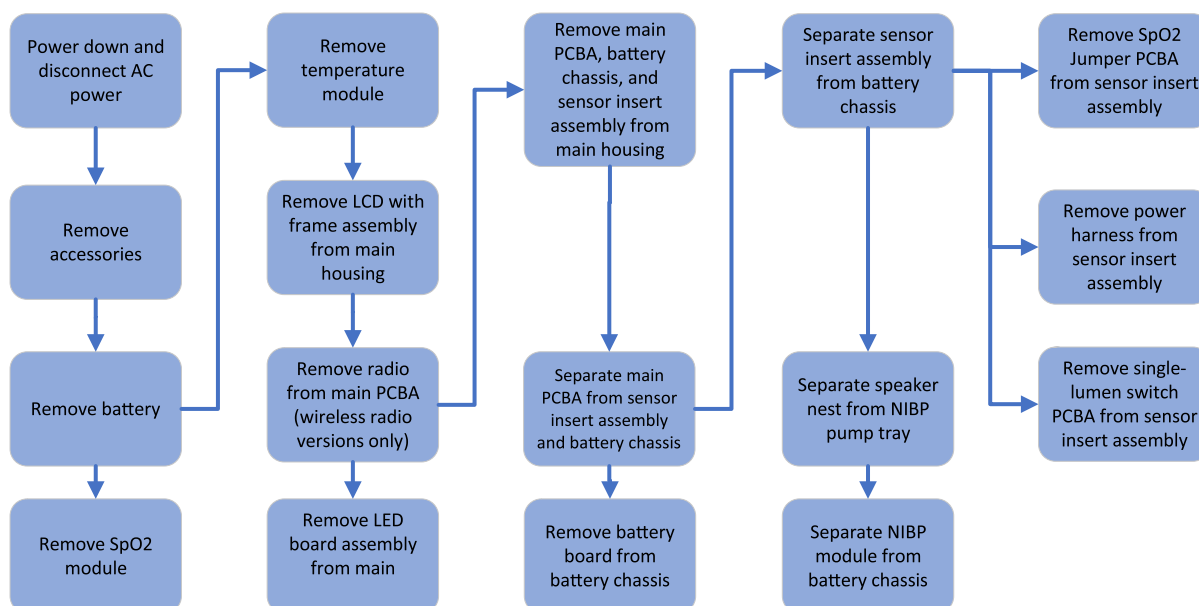 Power down and
disconnect AC
power
Remove
accessories
Remove battery
Remove SpO2
module
Remove
temperature
module
Remove LCD with
frame assembly
from main
housing
Remove radio
from main PCBA
(wireless radio
versions only)
Remove LED
board assembly
from main
Remove main
PCBA, battery
chassis, and
sensor insert
assembly from
main housing
Separate main
PCBA from sensor
insert assembly
and battery chassis
Remove battery
board from
battery chassis
Separate sensor
insert assembly
from battery
chassis
Separate speaker
nest from NIBP
pump tray
Separate NIBP
module from
battery chassis
Remove SpO2
Jumper PCBA
from sensor insert
assembly
Remove power
harness from
sensor insert
assembly
Remove single-
lumen switch
PCBA from sensor
insert assembly